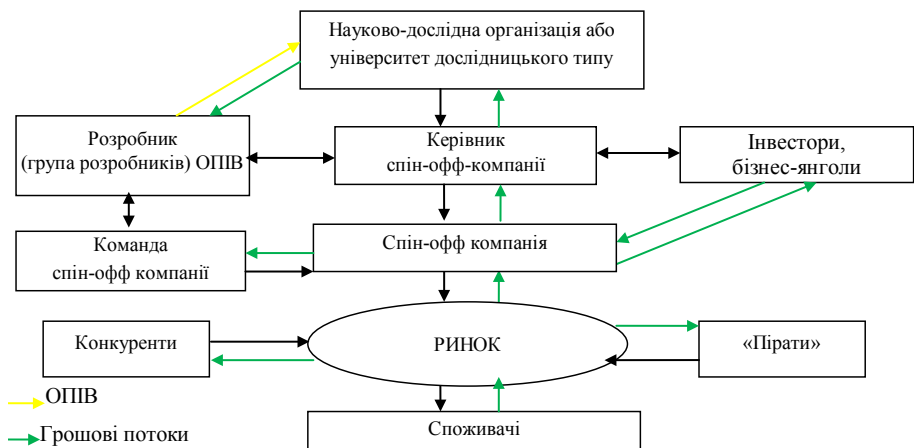 Науково-дослідна організація або
університет дослідницького типу
Розробник
(група розробників) ОПІВ
Керівник
спін-офф-компанії
Інвестори,
бізнес-янголи
Команда
спін-офф компанії
Спін-офф компанія
Конкуренти
РИНОК
«Пірати»
ОПІВ
Грошові потоки
Споживачі